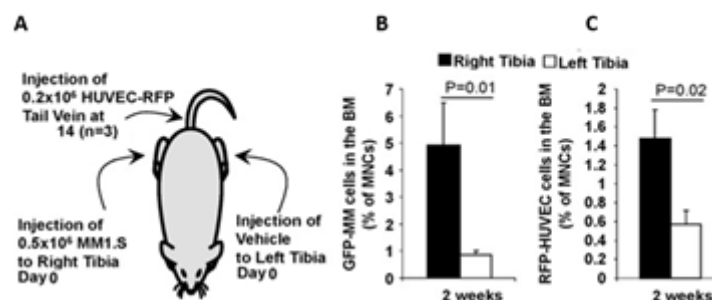 A
B
C
Injection of
0.2x10⁶ HUVEC-RFP
Tail Vein at
14 (n=3)
Injection of
0.5x10⁶ MM1.S
to Right Tibia
Day 0
Injection of
Vehicle
to Left Tibia
Day 0
Right Tibia Left Tibia
GFP-MM cells in the BM
(% of MNCs)
7
6
5
4
3
2
1
0
P=0.01
2 weeks
RFP-HUVEC cells in the BM
(% of MNCs)
2
1.8
1.6
1.4
1.2
1
0.8
0.6
0.4
0.2
0
P=0.02
2 weeks